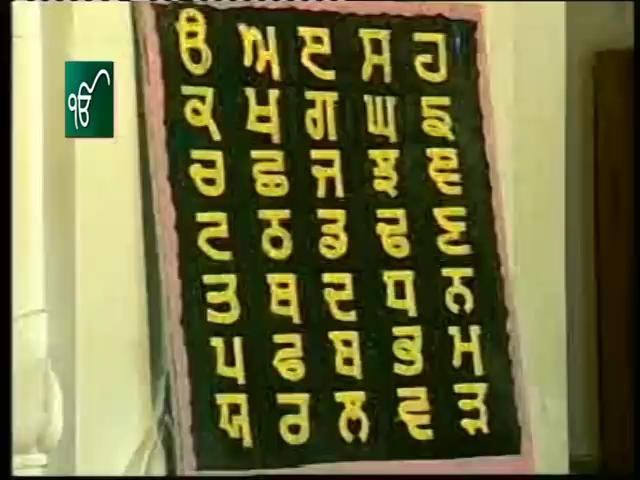 ੴ
ੳ ਅ ੲ ਸ ਹ
ਕ ਖ ਗ ਘ ਙ
ਚ ਛ ਜ ਝ ਞ
ਟ ਠ ਡ ਢ ਣ
ਤ ਥ ਦ ਧ ਨ
ਪ ਫ ਬ ਭ ਮ
ਯ ਰ ਲ ਵ ੜ